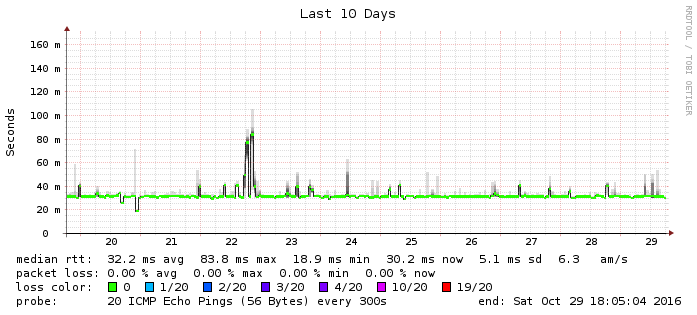 Last 10 Days
RRDTOOL / TOBI OETIKER
Seconds
160 m
140 m
120 m
100 m
80 m
60 m
40 m
20 m
0
20 21 22 23 24 25 26 27 28 29
median rtt: 32.2 ms avg 83.8 ms max 18.9 ms min 30.2 ms now 5.1 ms sd 6.3 am/s
packet loss: 0.00 % avg 0.00 % max 0.00 % min 0.00 % now
loss color: 0 1/20 2/20 3/20 4/20 10/20 19/20
probe: 20 ICMP Echo Pings (56 Bytes) every 300s end: Sat Oct 29 18:05:04 2016